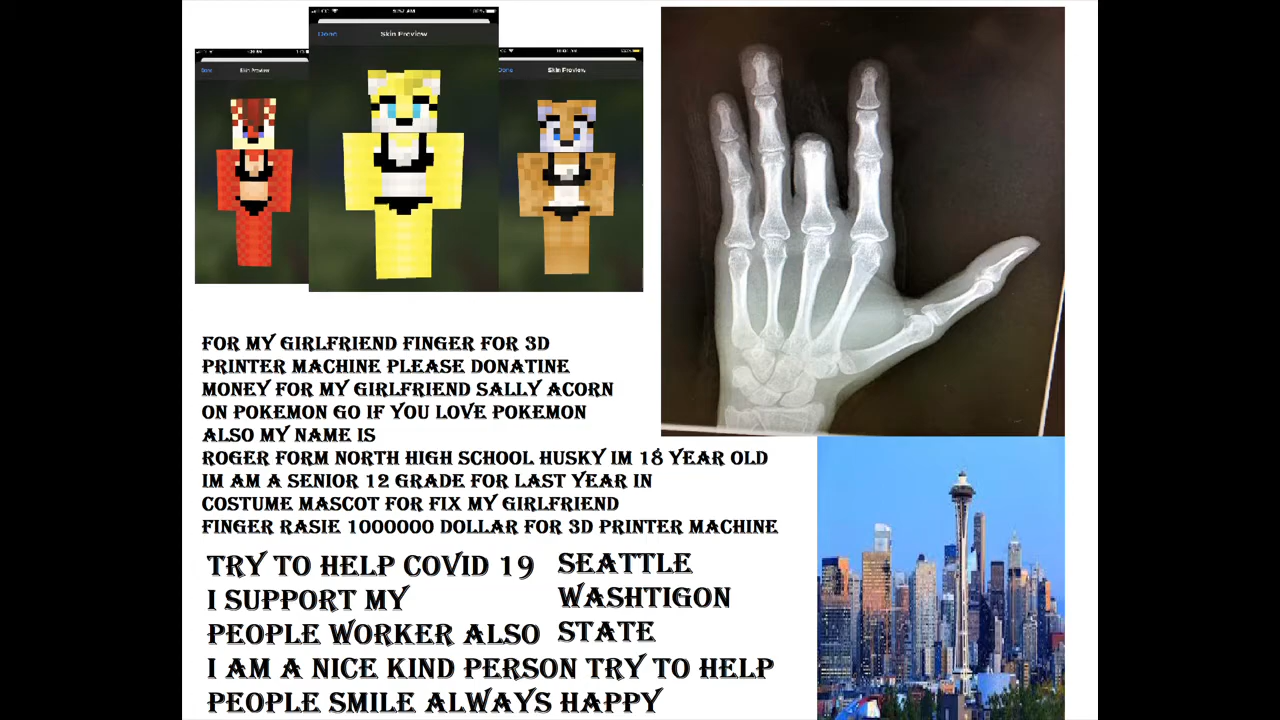 Done
Skin Preview
Skin Preview
Skin Preview
FOR MY GIRLFRIEND FINGER FOR 3D
PRINTER MACHINE PLEASE DONATINE
MONEY FOR MY GIRLFRIEND SALLY ACORN
ON POKEMON GO IF YOU LOVE POKEMON
ALSO MY NAME IS
ROGER FORM NORTH HIGH SCHOOL HUSKY IM 18 YEAR OLD
IM AM A SENIOR 12 GRADE FOR LAST YEAR IN
COSTUME MASCOT FOR FIX MY GIRLFRIEND
FINGER RASIE 1000000 DOLLAR FOR 3D PRINTER MACHINE
TRY TO HELP COVID 19
I SUPPORT MY
PEOPLE WORKER ALSO
I AM A NICE KIND PERSON TRY TO HELP
PEOPLE SMILE ALWAYS HAPPY
SEATTLE
WASHTIGON
STATE